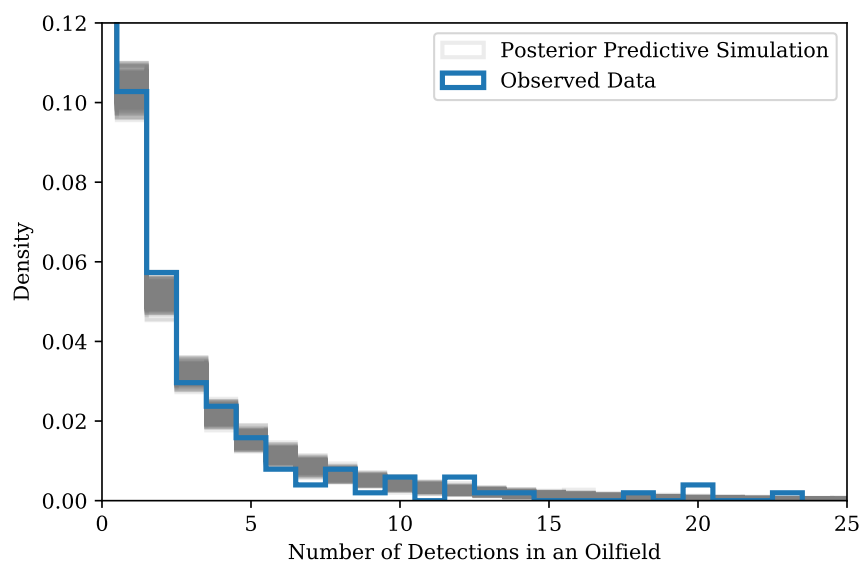 0.12
0.10
0.08
0.06
0.04
0.02
0.00
Density
Posterior Predictive Simulation
Observed Data
0 5 10 15 20 25
Number of Detections in an Oilfield